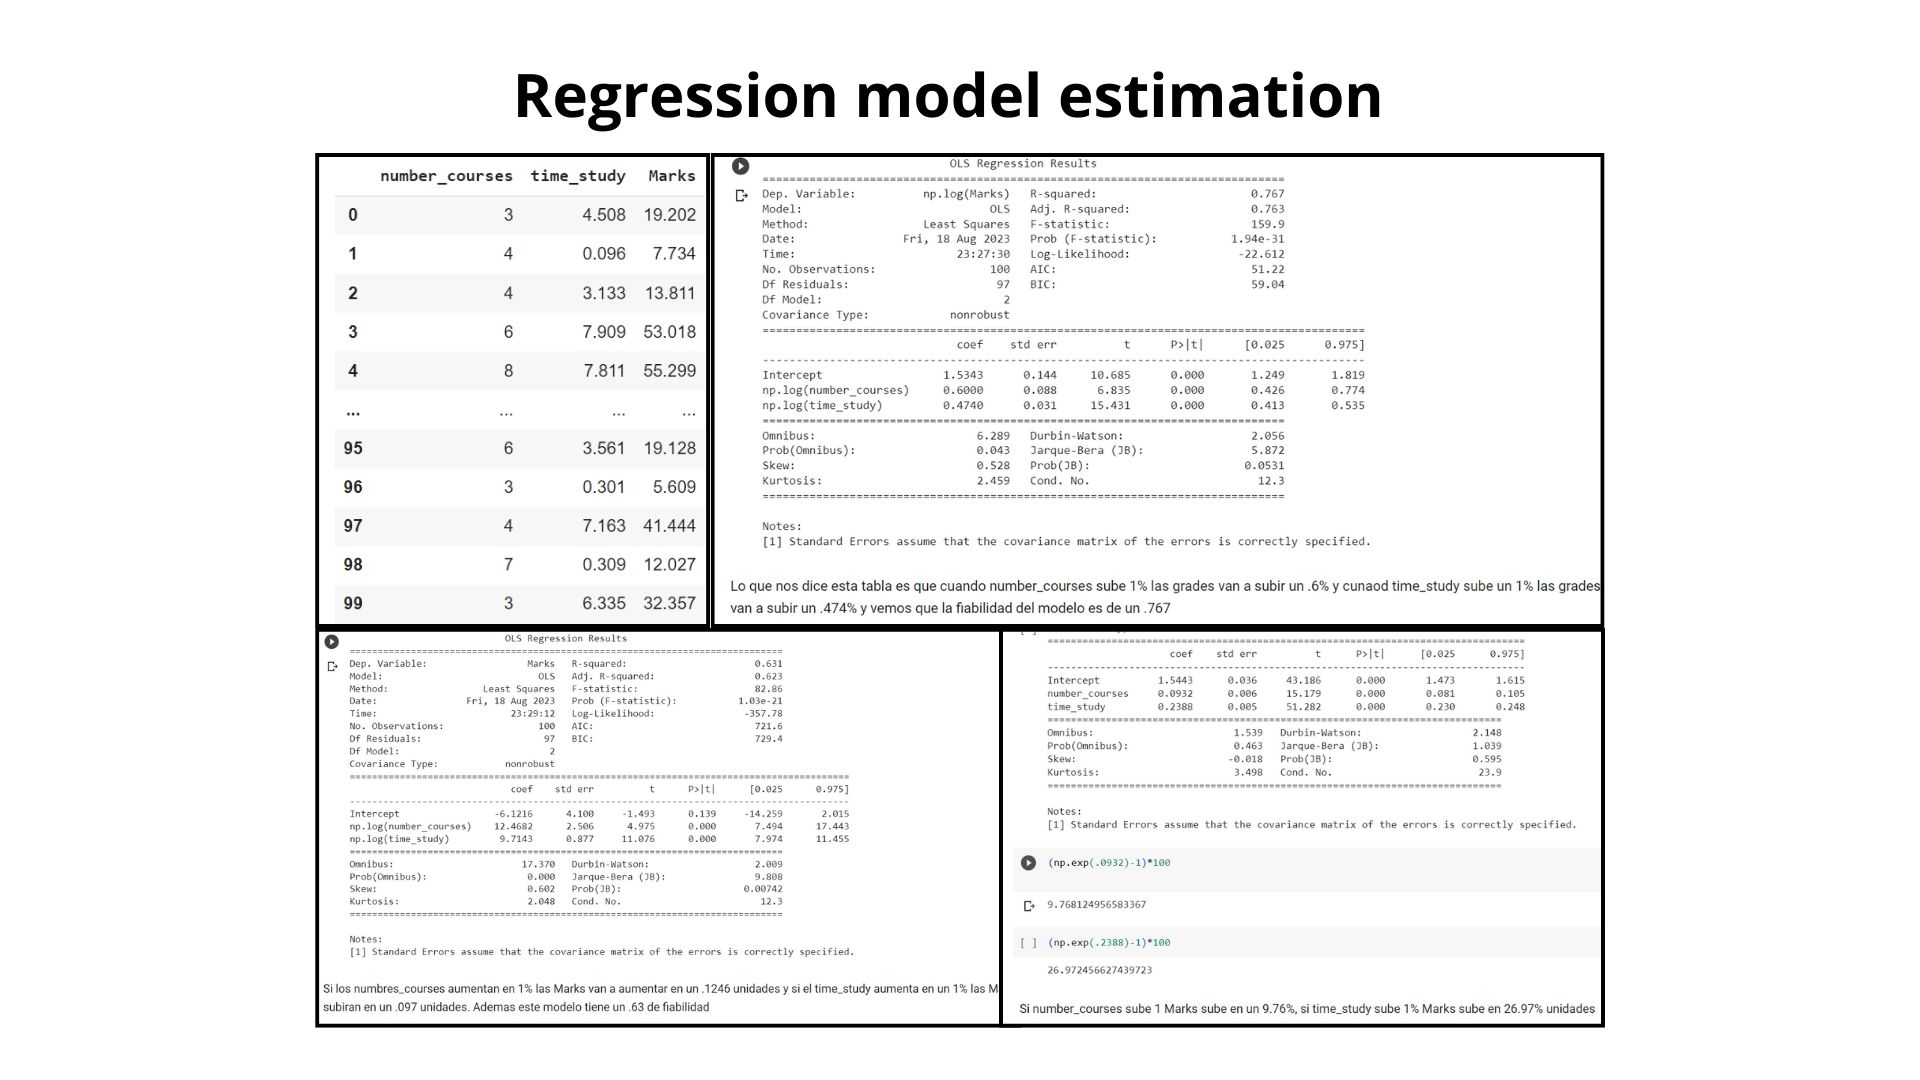 Regression model estimation
number_courses time_study Marks
0 3 4.508 19.202
1 4 0.096 7.734
2 4 3.133 13.811
3 6 7.909 53.018
4 8 7.811 55.299
... ... ... ...
95 6 3.561 19.128
96 3 0.301 5.609
97 4 7.163 41.444
98 7 0.309 12.027
99 3 6.335 32.357
OLS Regression Results
==============================================================================
Dep. Variable: np.log(Marks) R-squared: 0.767
Model: OLS Adj. R-squared: 0.763
Method: Least Squares F-statistic: 159.9
Date: Fri, 18 Aug 2023 Prob (F-statistic): 1.94e-31
Time: 23:27:30 Log-Likelihood: -22.612
No. Observations: 100 AIC: 51.22
Df Residuals: 97 BIC: 59.04
Df Model: 2
Covariance Type: nonrobust
==============================================================================
coef std err t P>|t| [0.025 0.975]
------------------------------------------------------------------------------
Intercept 1.5343 0.144 10.685 0.000 1.249 1.819
np.log(number_courses) 0.6000 0.088 6.835 0.000 0.426 0.774
np.log(time_study) 0.4740 0.031 15.431 0.000 0.413 0.535
==============================================================================
Omnibus: 6.289 Durbin-Watson: 2.056
Prob(Omnibus): 0.043 Jarque-Bera (JB): 5.872
Skew: 0.528 Prob(JB): 0.0531
Kurtosis: 2.459 Cond. No. 12.3
==============================================================================
Notes:
[1] Standard Errors assume that the covariance matrix of the errors is correctly specified.
Lo que nos dice esta tabla es que cuando number_courses sube 1% las grades van a subir un .6% y cunaod time_study sube un 1% las grades
van a subir un .474% y vemos que la fiabilidad del modelo es de un .767
OLS Regression Results
==============================================================================
Dep. Variable: Marks R-squared: 0.631
Model: OLS Adj. R-squared: 0.623
Method: Least Squares F-statistic: 82.86
Date: Fri, 18 Aug 2023 Prob (F-statistic): 1.03e-21
Time: 23:29:12 Log-Likelihood: -357.78
No. Observations: 100 AIC: 721.6
Df Residuals: 97 BIC: 729.4
Df Model: 2
Covariance Type: nonrobust
==============================================================================
coef std err t P>|t| [0.025 0.975]
------------------------------------------------------------------------------
Intercept -6.1216 4.100 -1.493 0.139 -14.259 2.015
np.log(number_courses) 12.4682 2.506 4.975 0.000 7.494 17.443
np.log(time_study) 9.7143 0.877 11.076 0.000 7.974 11.455
==============================================================================
Omnibus: 17.370 Durbin-Watson: 2.009
Prob(Omnibus): 0.000 Jarque-Bera (JB): 9.808
Skew: 0.602 Prob(JB): 0.00742
Kurtosis: 2.048 Cond. No. 12.3
==============================================================================
Notes:
[1] Standard Errors assume that the covariance matrix of the errors is correctly specified.
Si los numbres_courses aumentan en 1% las Marks van a aumentar en un .1246 unidades y si el time_study aumenta en un 1% las M
subiran en un .097 unidades. Ademas este modelo tiene un .63 de fiabilidad
==============================================================================
coef std err t P>|t| [0.025 0.975]
------------------------------------------------------------------------------
Intercept 1.5443 0.036 43.186 0.000 1.473 1.615
number_courses 0.0932 0.006 15.179 0.000 0.081 0.105
time_study 0.2388 0.005 51.282 0.000 0.230 0.248
==============================================================================
Omnibus: 1.539 Durbin-Watson: 2.148
Prob(Omnibus): 0.463 Jarque-Bera (JB): 1.039
Skew: -0.018 Prob(JB): 0.595
Kurtosis: 3.498 Cond. No. 23.9
==============================================================================
Notes:
[1] Standard Errors assume that the covariance matrix of the errors is correctly specified.
(np.exp(.0932)-1)*100
9.768124956583367
[ ] (np.exp(.2388)-1)*100
26.972456627439723
Si number_courses sube 1 Marks sube en un 9.76%, si time_study sube 1% Marks sube en 26.97% unidades